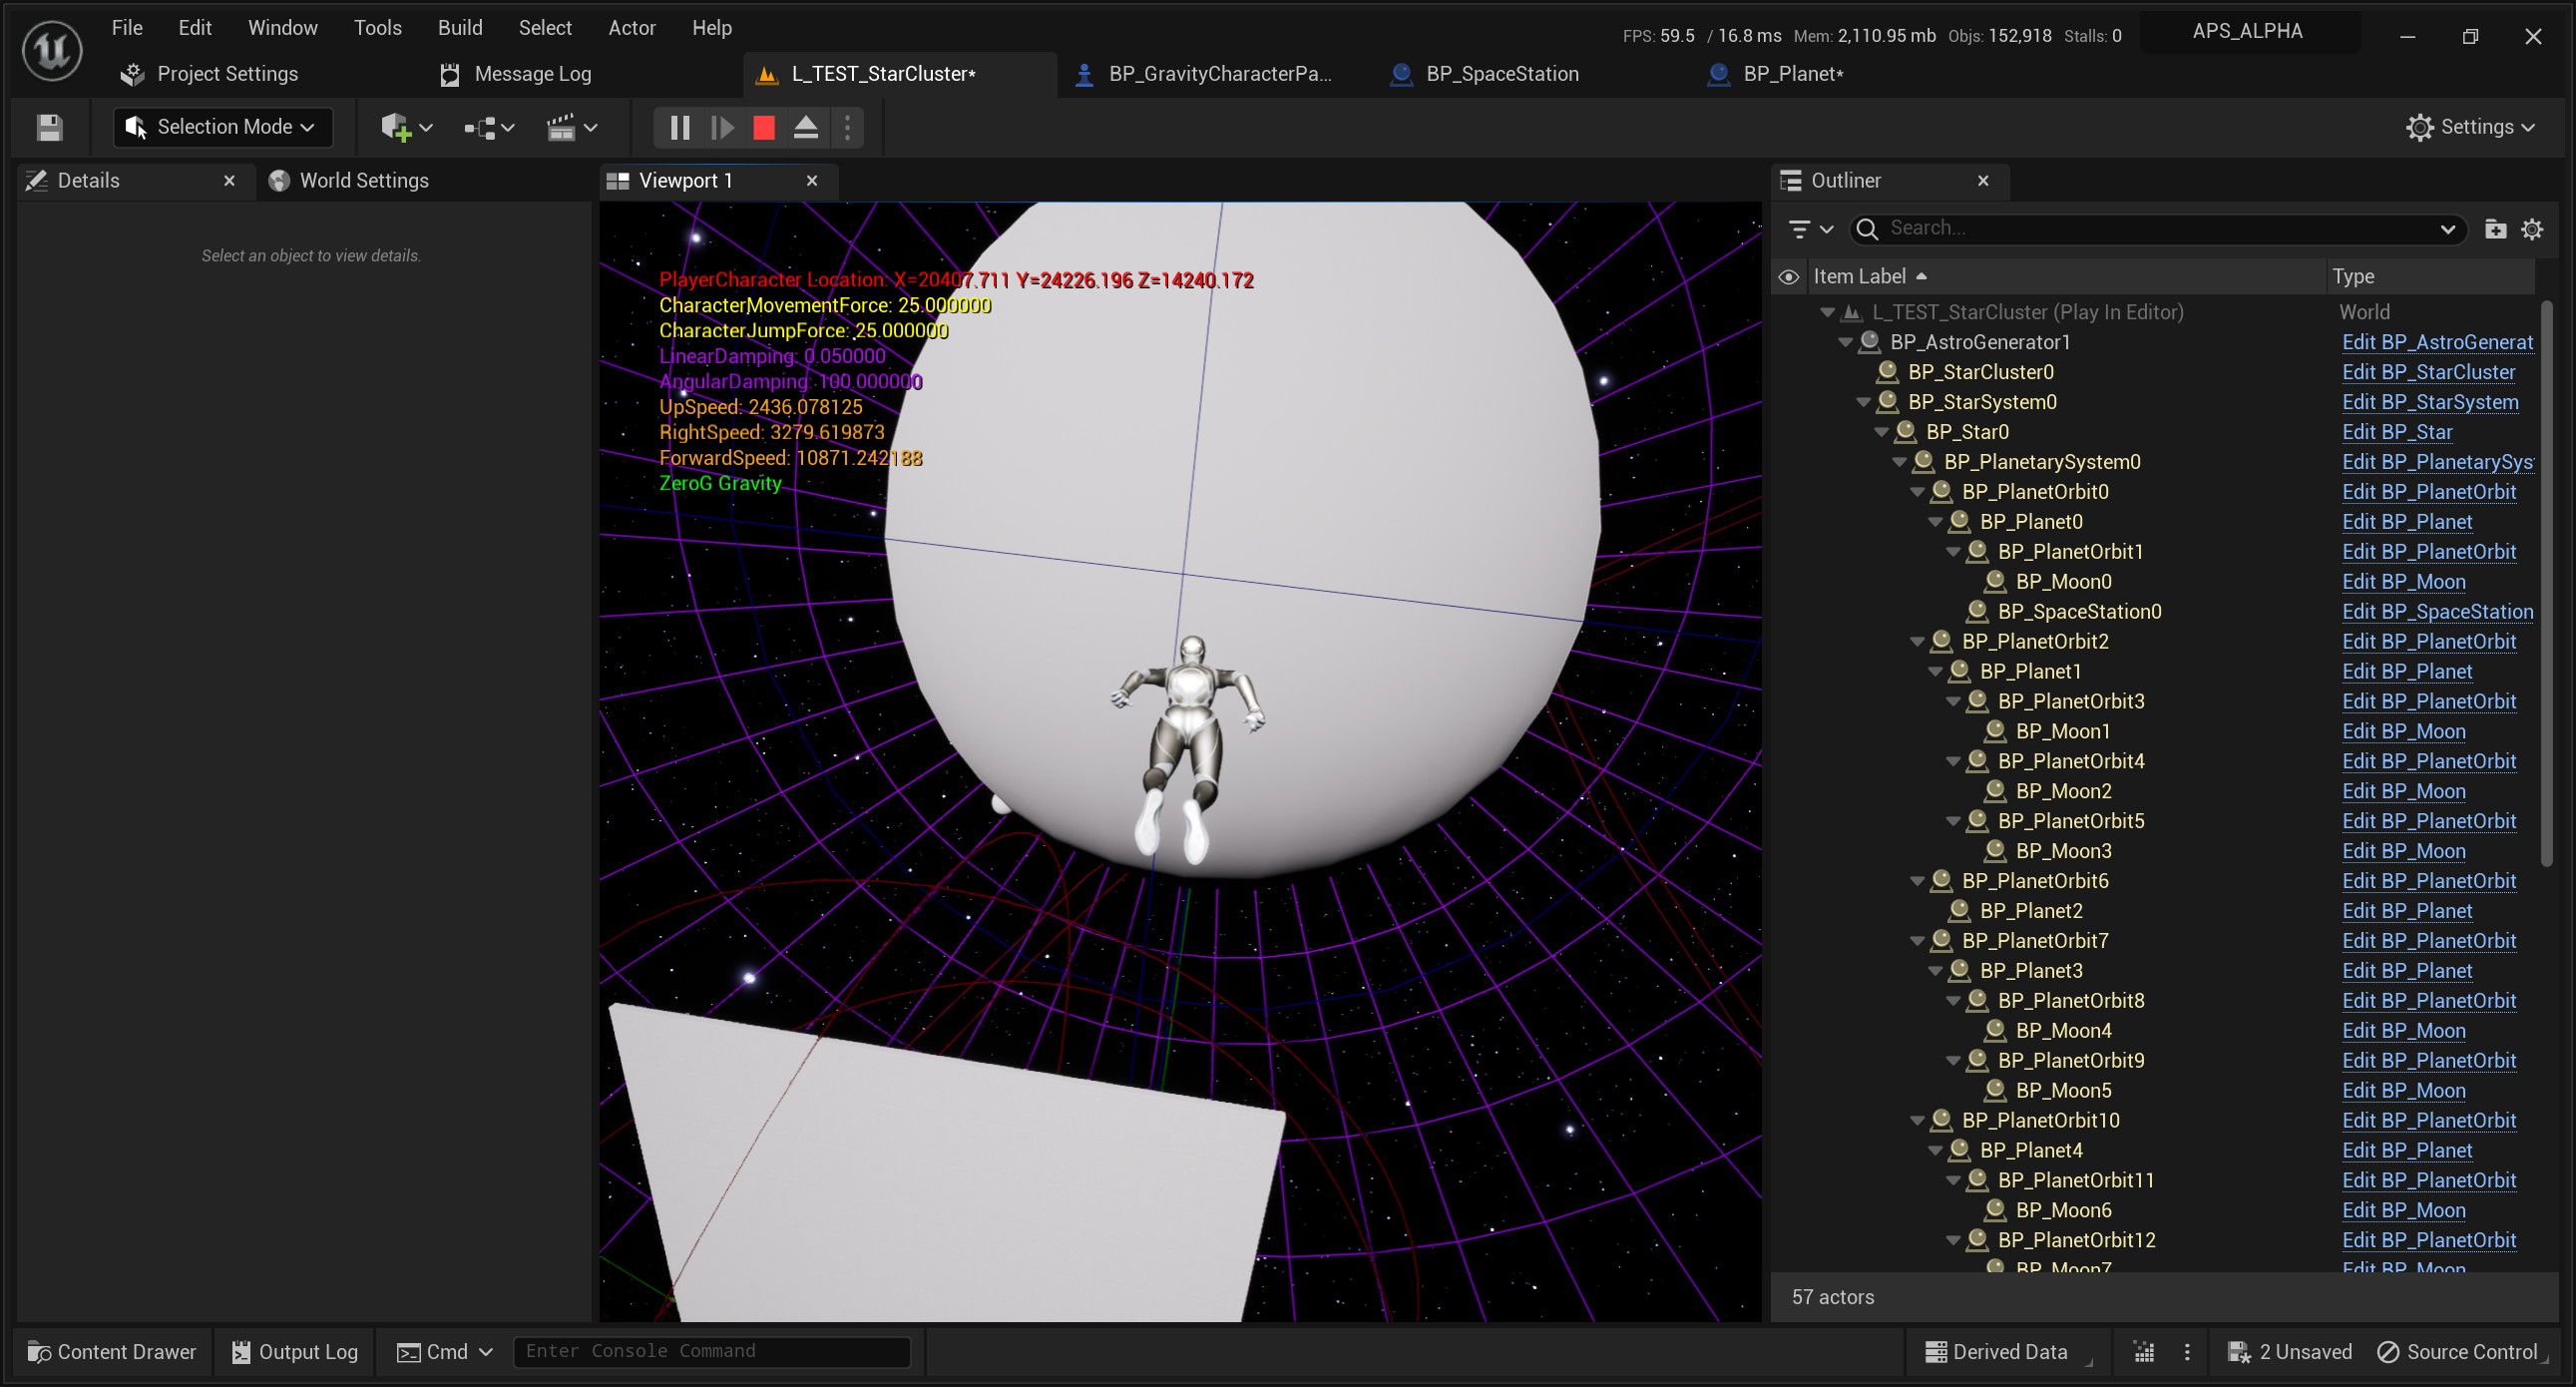 File Edit Window Tools Build Select Actor Help
FPS: 59.5 / 16.8 ms Mem: 2,110.95 mb Objs: 152,918 Stalls: 0
APS_ALPHA
Project Settings
Message Log
L_TEST_StarCluster*
BP_GravityCharacterPa...
BP_SpaceStation
BP_Planet*
Selection Mode
Settings
Details
World Settings
Select an object to view details.
Viewport 1
PlayerCharacter Location: X=20407.711 Y=24226.196 Z=14240.172
CharacterMovementForce: 25.000000
CharacterJumpForce: 25.000000
LinearDamping: 0.050000
AngularDamping: 100.000000
UpSpeed: 2436.078125
RightSpeed: 3279.619873
ForwardSpeed: 10871.242188
ZeroG Gravity
Outliner
Search...
Item Label Type
L_TEST_StarCluster (Play In Editor) World
BP_AstroGenerator1 Edit BP_AstroGenerat
BP_StarCluster0 Edit BP_StarCluster
BP_StarSystem0 Edit BP_StarSystem
BP_Star0 Edit BP_Star
BP_PlanetarySystem0 Edit BP_PlanetarySys
BP_PlanetOrbit0 Edit BP_PlanetOrbit
BP_Planet0 Edit BP_Planet
BP_PlanetOrbit1 Edit BP_PlanetOrbit
BP_Moon0 Edit BP_Moon
BP_SpaceStation0 Edit BP_SpaceStation
BP_PlanetOrbit2 Edit BP_PlanetOrbit
BP_Planet1 Edit BP_Planet
BP_PlanetOrbit3 Edit BP_PlanetOrbit
BP_Moon1 Edit BP_Moon
BP_PlanetOrbit4 Edit BP_PlanetOrbit
BP_Moon2 Edit BP_Moon
BP_PlanetOrbit5 Edit BP_PlanetOrbit
BP_Moon3 Edit BP_Moon
BP_PlanetOrbit6 Edit BP_PlanetOrbit
BP_Planet2 Edit BP_Planet
BP_PlanetOrbit7 Edit BP_PlanetOrbit
BP_Planet3 Edit BP_Planet
BP_PlanetOrbit8 Edit BP_PlanetOrbit
BP_Moon4 Edit BP_Moon
BP_PlanetOrbit9 Edit BP_PlanetOrbit
BP_Moon5 Edit BP_Moon
BP_PlanetOrbit10 Edit BP_PlanetOrbit
BP_Planet4 Edit BP_Planet
BP_PlanetOrbit11 Edit BP_PlanetOrbit
BP_Moon6 Edit BP_Moon
BP_PlanetOrbit12 Edit BP_PlanetOrbit
BP_Moon7 Edit BP_Moon
57 actors
Content Drawer
Output Log
Cmd
Enter Console Command
Derived Data
2 Unsaved
Source Control